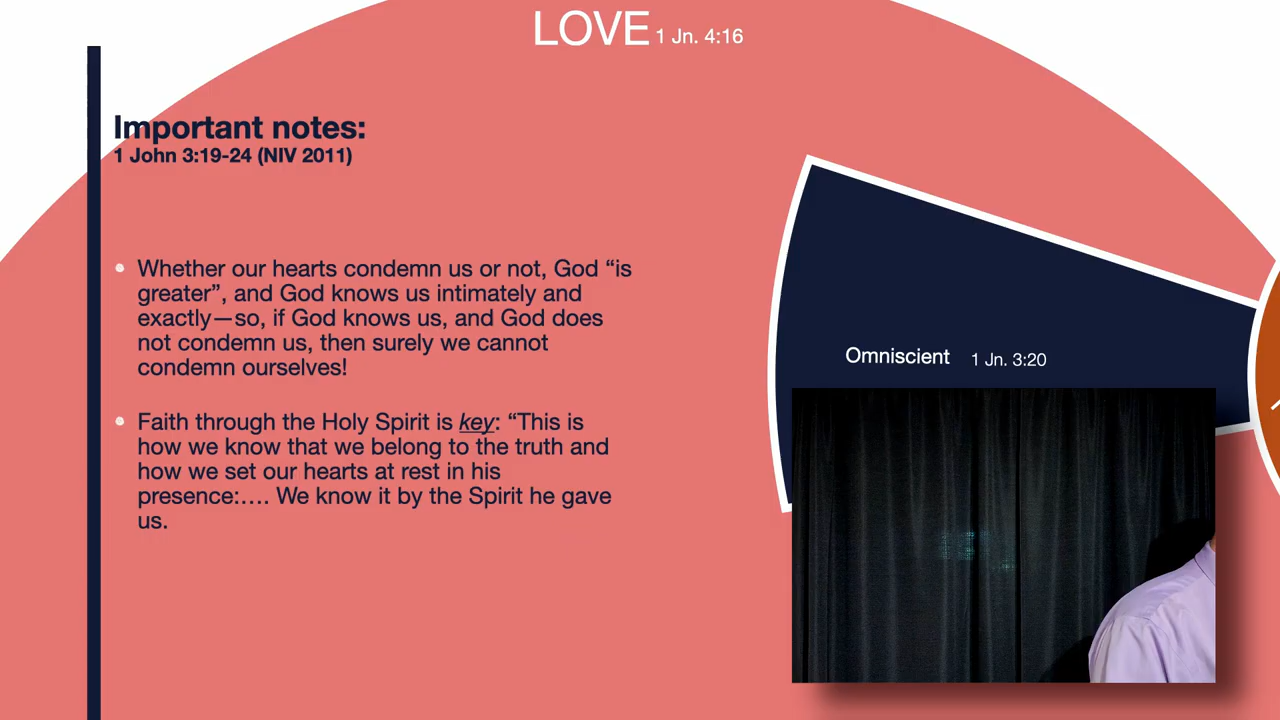 LOVE 1 Jn. 4:16
Important notes:
1 John 3:19-24 (NIV 2011)
• Whether our hearts condemn us or not, God “is
greater”, and God knows us intimately and
exactly—so, if God knows us, and God does
not condemn us, then surely we cannot
condemn ourselves!
• Faith through the Holy Spirit is key: “This is
how we know that we belong to the truth and
how we set our hearts at rest in his
presence:…. We know it by the Spirit he gave
us.
Omniscient 1 Jn. 3:20